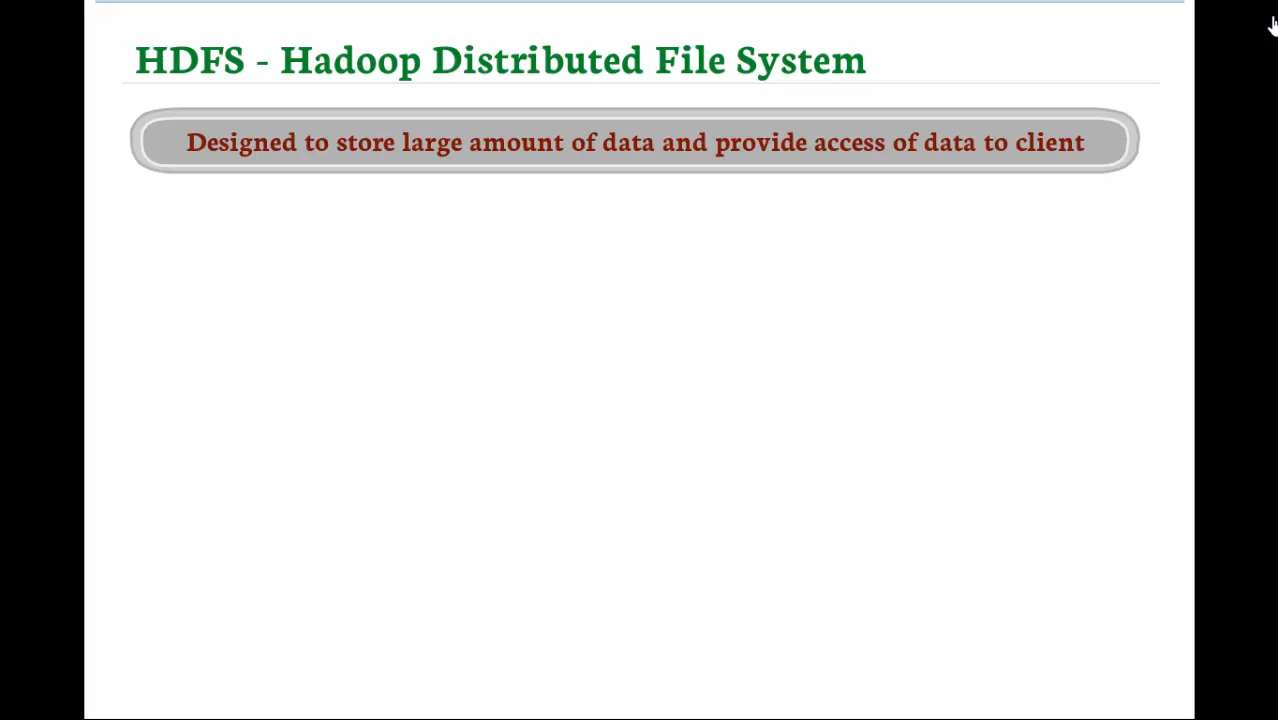 HDFS - Hadoop Distributed File System
Designed to store large amount of data and provide access of data to client